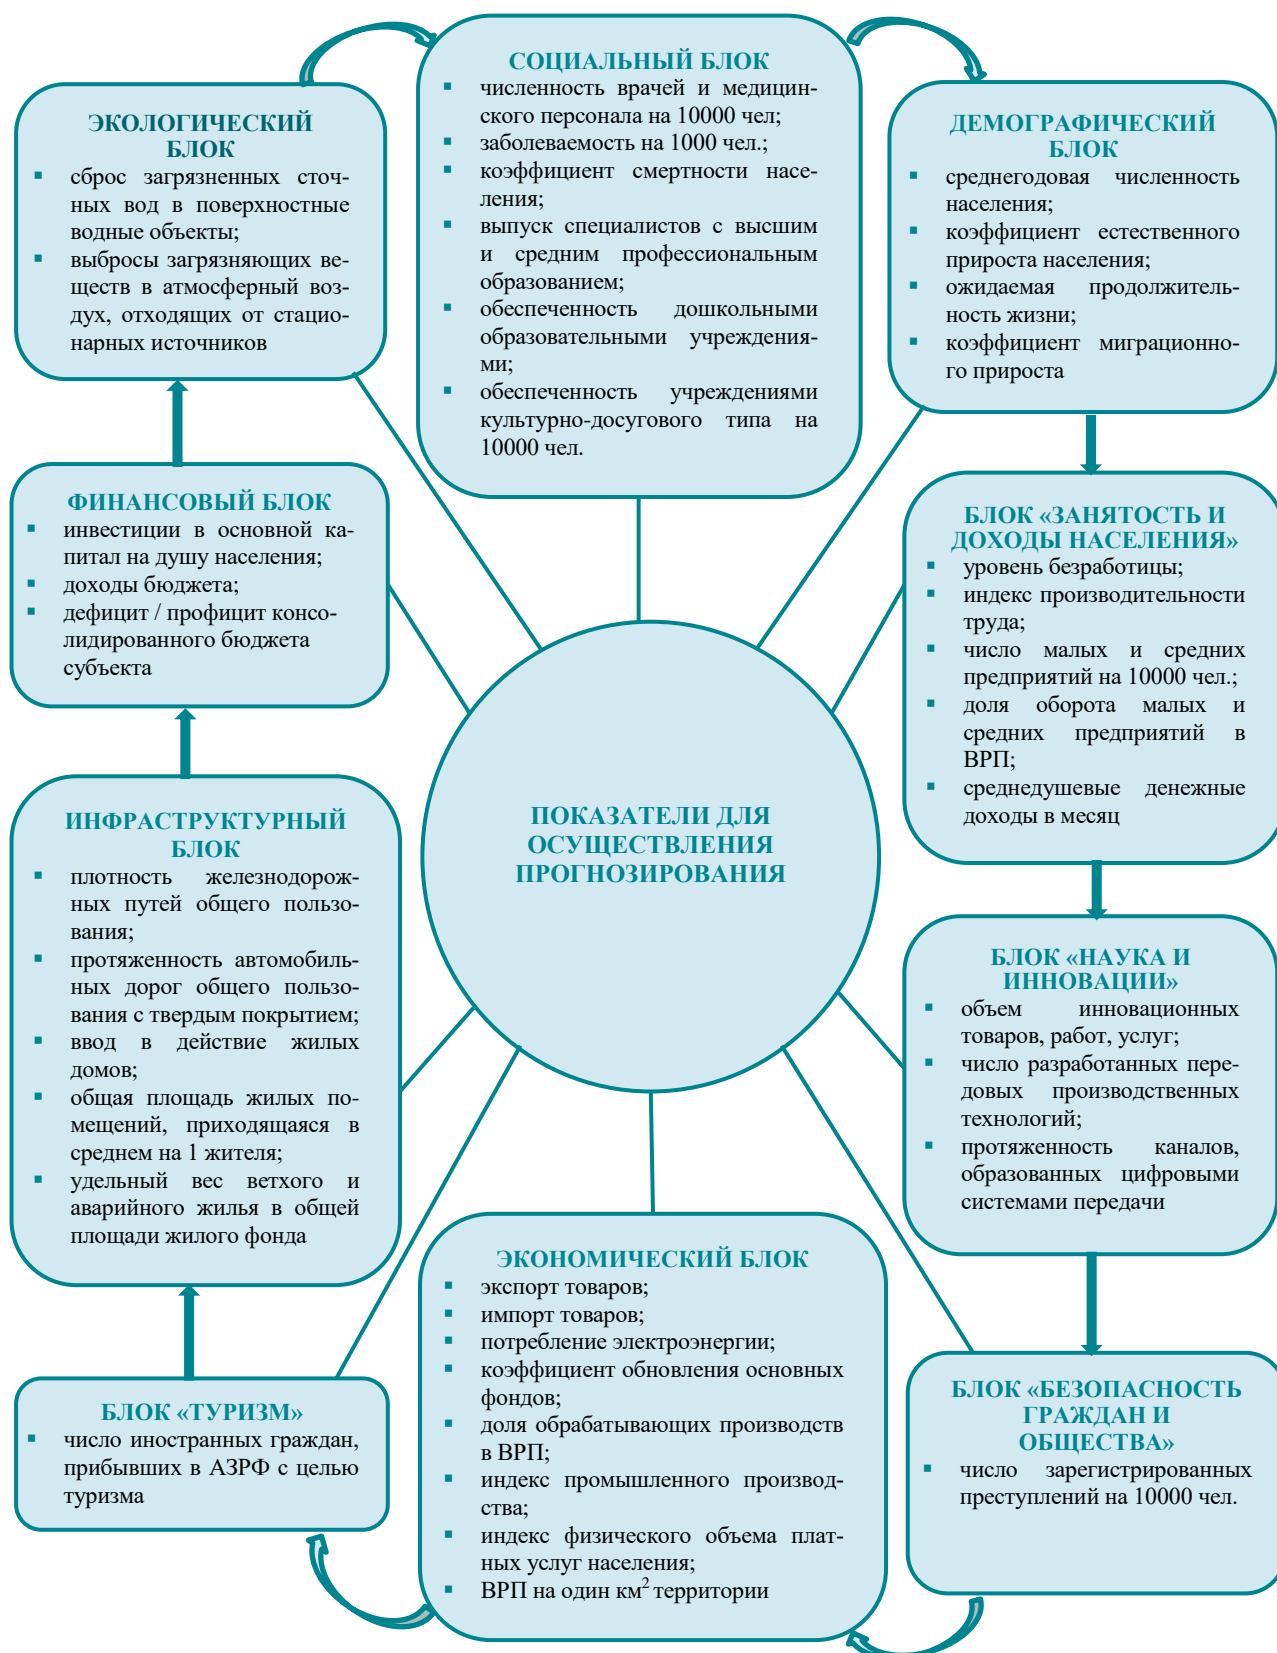 СОЦИАЛЬНЫЙ БЛОК
▪ численность врачей и медицин-
ского персонала на 10000 чел;
▪ заболеваемость на 1000 чел.;
▪ коэффициент смертности насе-
ления;
▪ выпуск специалистов с высшим
и средним профессиональным
образованием;
▪ обеспеченность дошкольными
образовательными учреждения-
ми;
▪ обеспеченность учреждениями
культурно-досугового типа на
10000 чел.
ДЕМОГРАФИЧЕСКИЙ
БЛОК
▪ среднегодовая численность
населения;
▪ коэффициент естественного
прироста населения;
▪ ожидаемая продолжитель-
ность жизни;
▪ коэффициент миграционно-
го прироста
БЛОК «ЗАНЯТОСТЬ И
ДОХОДЫ НАСЕЛЕНИЯ»
▪ уровень безработицы;
▪ индекс производительности
труда;
▪ число малых и средних
предприятий на 10000 чел.;
▪ доля оборота малых и
средних предприятий в
ВРП;
▪ среднедушевые денежные
доходы в месяц
БЛОК «НАУКА И
ИННОВАЦИИ»
▪ объем инновационных
товаров, работ, услуг;
▪ число разработанных пере-
довых производственных
технологий;
▪ протяженность каналов,
образованных цифровыми
системами передачи
БЛОК «БЕЗОПАСНОСТЬ
ГРАЖДАН И
ОБЩЕСТВА»
▪ число зарегистрированных
преступлений на 10000 чел.
ЭКОНОМИЧЕСКИЙ БЛОК
▪ экспорт товаров;
▪ импорт товаров;
▪ потребление электроэнергии;
▪ коэффициент обновления основных
фондов;
▪ доля обрабатывающих производств
в ВРП;
▪ индекс промышленного производ-
ства;
▪ индекс физического объема плат-
ных услуг населения;
▪ ВРП на один км² территории
БЛОК «ТУРИЗМ»
▪ число иностранных граждан,
прибывших в АЗРФ с целью
туризма
ИНФРАСТРУКТУРНЫЙ
БЛОК
▪ плотность железнодорож-
ных путей общего пользо-
вания;
▪ протяженность автомобиль-
ных дорог общего пользо-
вания с твердым покрытием;
▪ ввод в действие жилых
домов;
▪ общая площадь жилых по-
мещений, приходящаяся в
среднем на 1 жителя;
▪ удельный вес ветхого и
аварийного жилья в общей
площади жилого фонда
ФИНАНСОВЫЙ БЛОК
▪ инвестиции в основной ка-
питал на душу населения;
▪ доходы бюджета;
▪ дефицит / профицит консо-
лидированного бюджета
субъекта
ЭКОЛОГИЧЕСКИЙ
БЛОК
▪ сброс загрязненных сточ-
ных вод в поверхностные
водные объекты;
▪ выбросы загрязняющих ве-
ществ в атмосферный воз-
дух, отходящих от стацио-
нарных источников
ПОКАЗАТЕЛИ ДЛЯ
ОСУЩЕСТВЛЕНИЯ
ПРОГНОЗИРОВАНИЯ